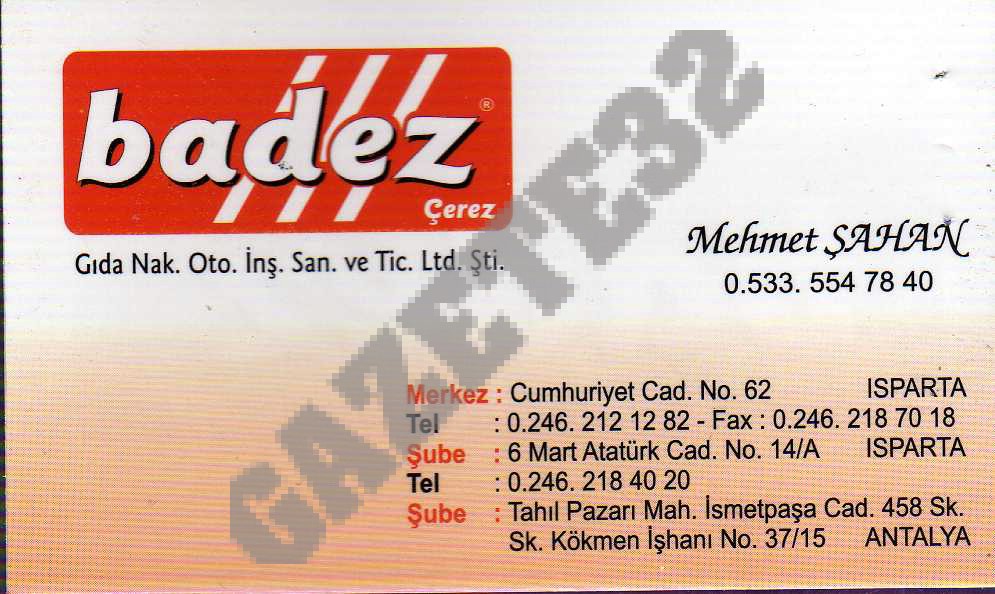 badez ®
Çerez
Gıda Nak. Oto. İnş. San. ve Tic. Ltd. Şti.
Mehmet ŞAHAN
0.533. 554 78 40
Merkez : Cumhuriyet Cad. No. 62 ISPARTA
Tel : 0.246. 212 12 82 - Fax : 0.246. 218 70 18
Şube : 6 Mart Atatürk Cad. No. 14/A ISPARTA
Tel : 0.246. 218 40 20
Şube : Tahıl Pazarı Mah. İsmetpaşa Cad. 458 Sk.
Sk. Kökmen İşhanı No. 37/15 ANTALYA
GAZETE32